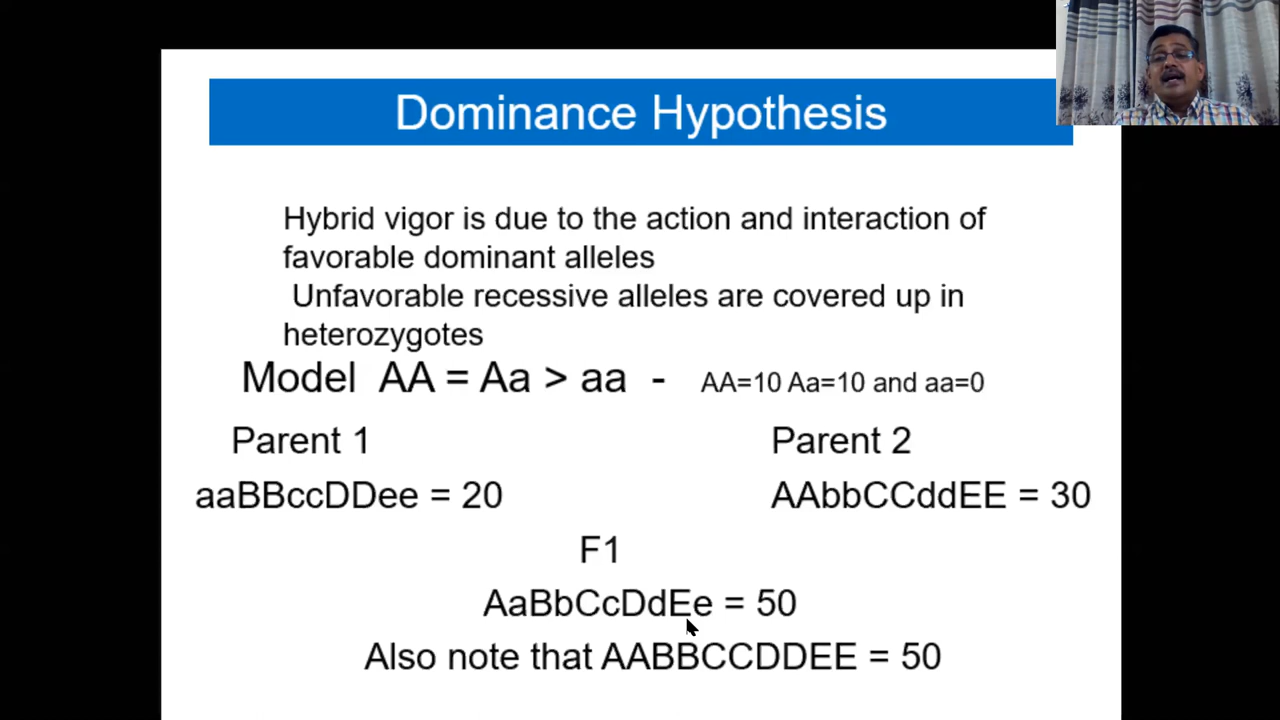 Dominance Hypothesis
Hybrid vigor is due to the action and interaction of
favorable dominant alleles
Unfavorable recessive alleles are covered up in
heterozygotes
Model AA = Aa > aa - AA=10 Aa=10 and aa=0
Parent 1 Parent 2
aaBBccDDee = 20 AAbbCCddEE = 30
F1
AaBbCcDdEe = 50
Also note that AABBCCDDEE = 50